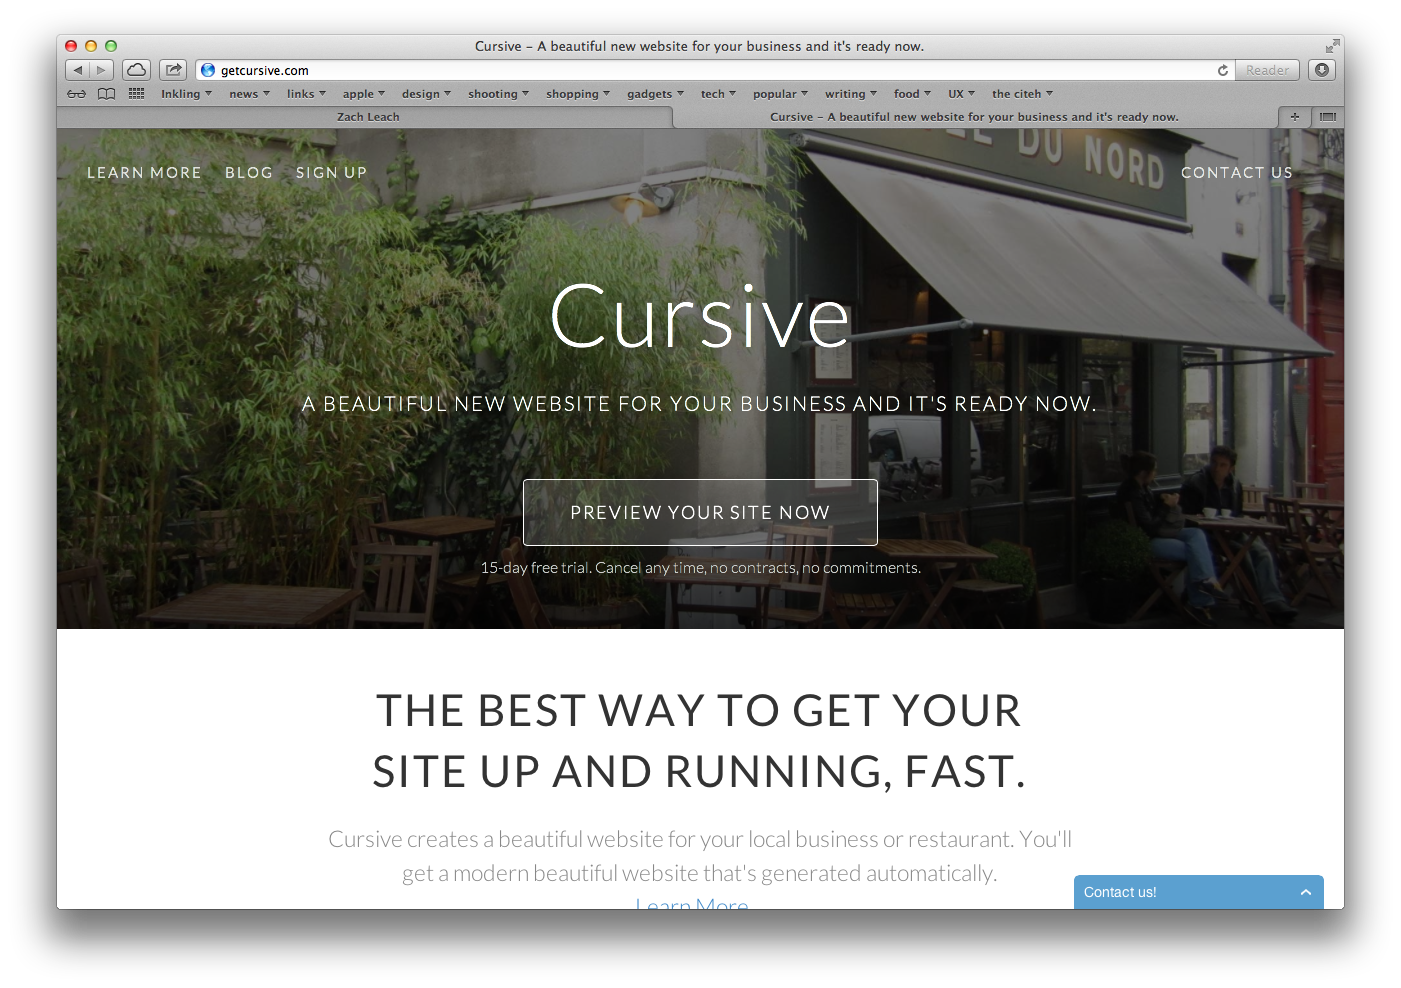 Cursive – A beautiful new website for your business and it's ready now.
getcursive.com
Reader
Inkling news links apple design shooting shopping gadgets tech popular writing food UX the citeh
Zach Leach
Cursive – A beautiful new website for your business and it's ready now.
DU NORD
LEARN MORE BLOG SIGN UP CONTACT US
Cursive
A BEAUTIFUL NEW WEBSITE FOR YOUR BUSINESS AND IT'S READY NOW.
PREVIEW YOUR SITE NOW
15-day free trial. Cancel any time, no contracts, no commitments.
THE BEST WAY TO GET YOUR
SITE UP AND RUNNING, FAST.
Cursive creates a beautiful website for your local business or restaurant. You'll
get a modern beautiful website that's generated automatically.
Learn More
Contact us!